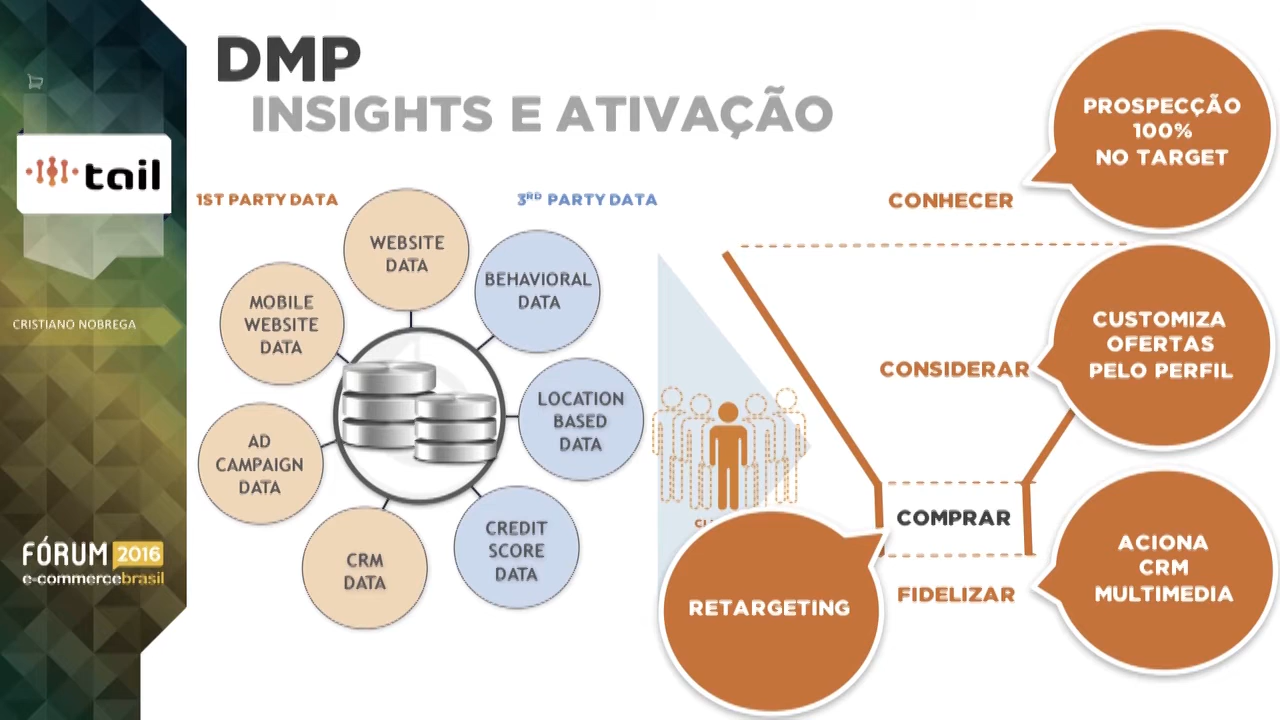 DMP
INSIGHTS E ATIVAÇÃO
tail
CRISTIANO NOBREGA
FÓRUM 2016
e-commercebrasil
1ST PARTY DATA
3RD PARTY DATA
WEBSITE
DATA
BEHAVIORAL
DATA
MOBILE
WEBSITE
DATA
LOCATION
BASED
DATA
AD
CAMPAIGN
DATA
CREDIT
SCORE
DATA
CRM
DATA
CONHECER
PROSPECÇÃO
100%
NO TARGET
CONSIDERAR
CUSTOMIZA
OFERTAS
PELO PERFIL
COMPRAR
RETARGETING
FIDELIZAR
ACIONA
CRM
MULTIMEDIA